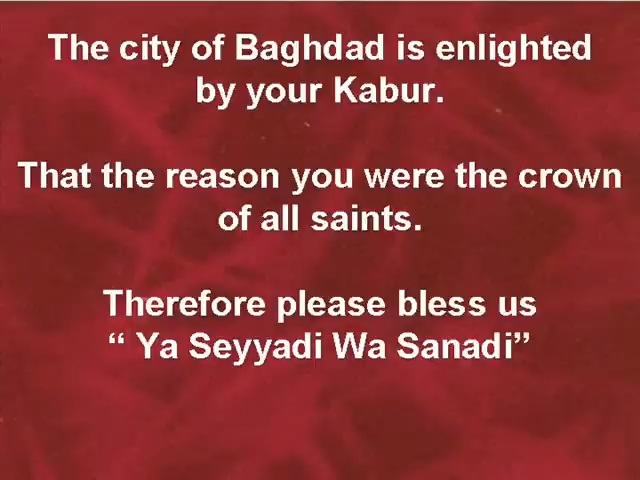 The city of Baghdad is enlighted
by your Kabur.
That the reason you were the crown
of all saints.
Therefore please bless us
“ Ya Seyyadi Wa Sanadi”